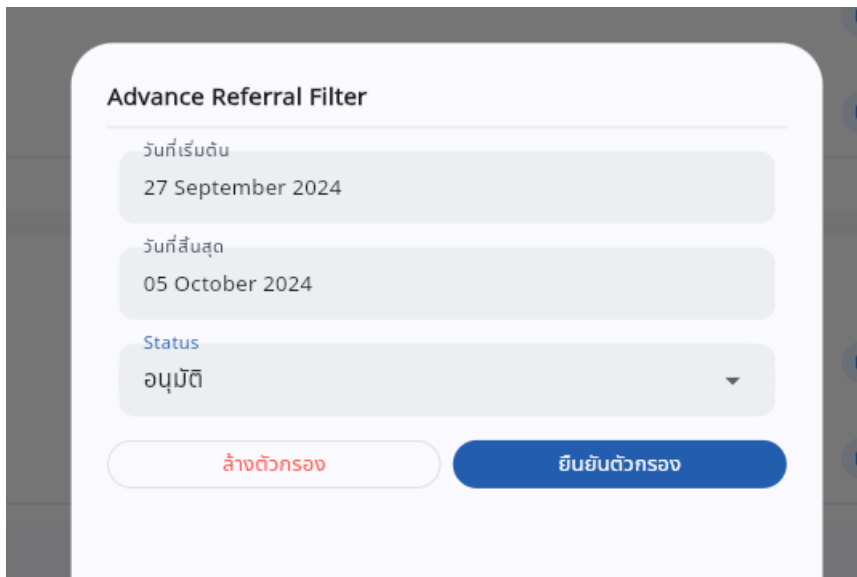 Advance Referral Filter
วันที่เริ่มต้น
27 September 2024
วันที่สิ้นสุด
05 October 2024
Status
อนุมัติ
ล้างตัวกรอง ยืนยันตัวกรอง